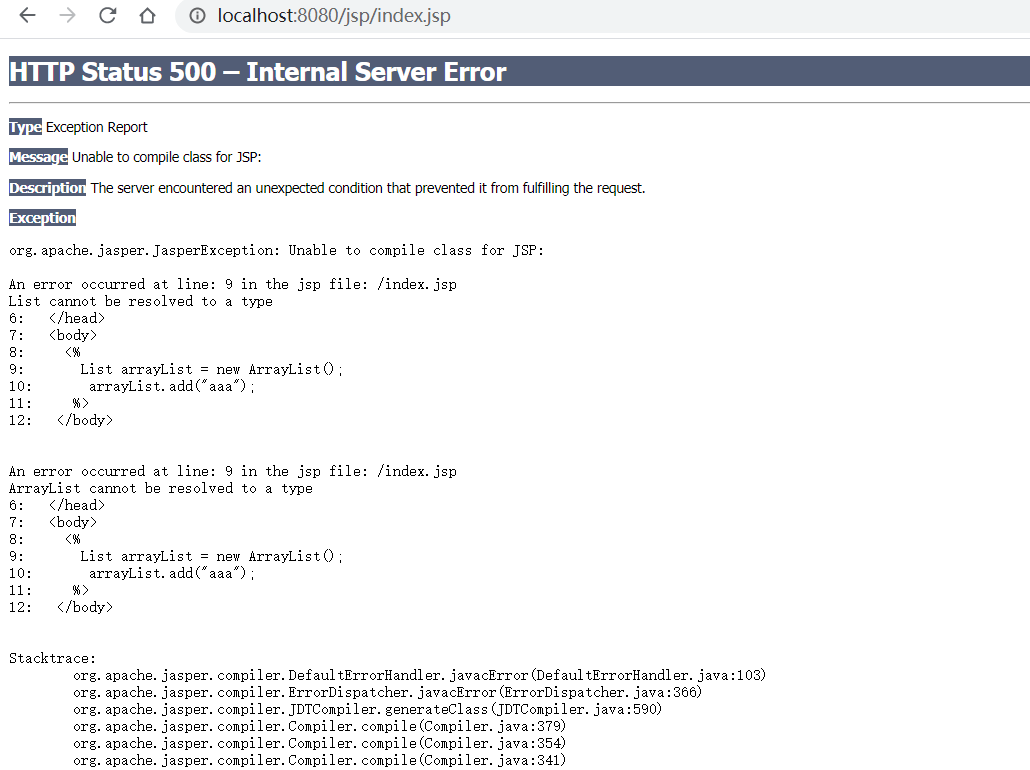 localhost:8080/jsp/index.jsp
HTTP Status 500 – Internal Server Error
Type Exception Report
Message Unable to compile class for JSP:
Description The server encountered an unexpected condition that prevented it from fulfilling the request.
Exception
org.apache.jasper.JasperException: Unable to compile class for JSP:
An error occurred at line: 9 in the jsp file: /index.jsp
List cannot be resolved to a type
6:   </head>
7:   <body>
8:     <%
9:       List arrayList = new ArrayList();
10:       arrayList.add("aaa");
11:     %>
12:   </body>
An error occurred at line: 9 in the jsp file: /index.jsp
ArrayList cannot be resolved to a type
6:   </head>
7:   <body>
8:     <%
9:       List arrayList = new ArrayList();
10:       arrayList.add("aaa");
11:     %>
12:   </body>
Stacktrace:
org.apache.jasper.compiler.DefaultErrorHandler.javacError(DefaultErrorHandler.java:103)
org.apache.jasper.compiler.ErrorDispatcher.javacError(ErrorDispatcher.java:366)
org.apache.jasper.compiler.JDTCompiler.generateClass(JDTCompiler.java:590)
org.apache.jasper.compiler.Compiler.compile(Compiler.java:379)
org.apache.jasper.compiler.Compiler.compile(Compiler.java:354)
org.apache.jasper.compiler.Compiler.compile(Compiler.java:341)